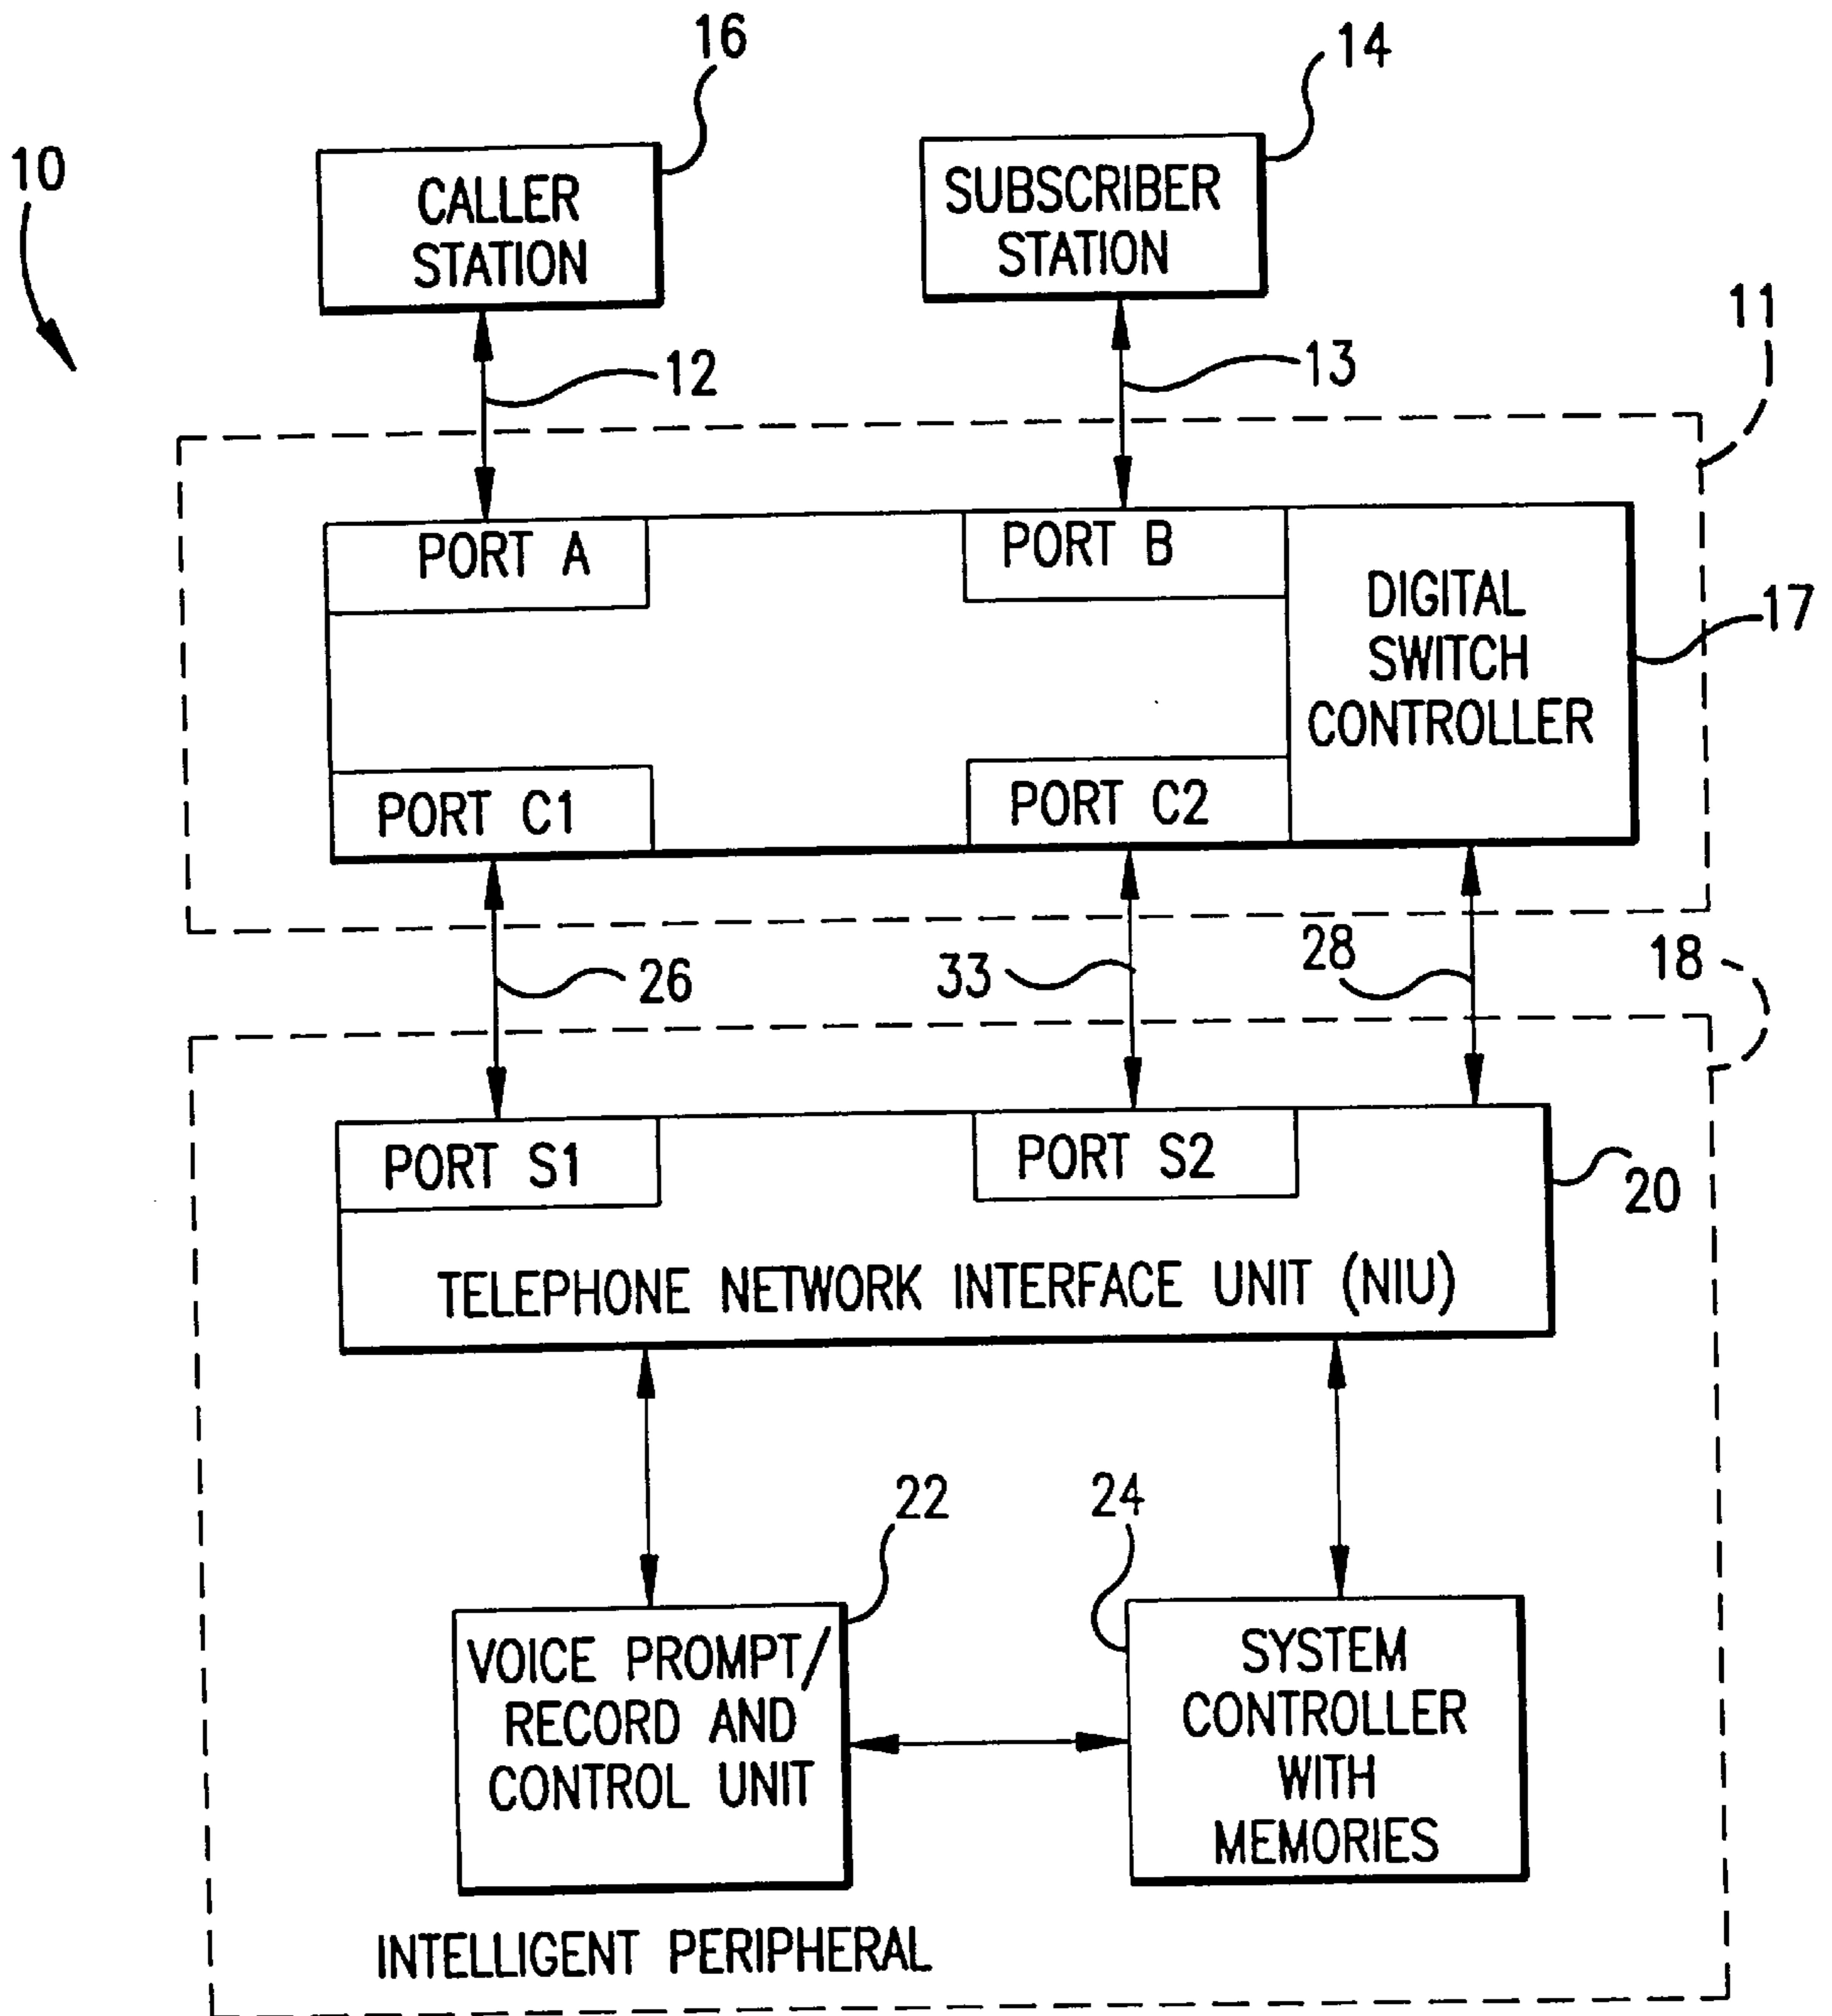 16
14
10
CALLER
STATION
SUBSCRIBER
STATION
11
12
13
PORT A
PORT B
DIGITAL
SWITCH
CONTROLLER
17
PORT C1
PORT C2
26
33
28
18
PORT S1
PORT S2
20
TELEPHONE NETWORK INTERFACE UNIT (NIU)
22
24
VOICE PROMPT/
RECORD AND
CONTROL UNIT
SYSTEM
CONTROLLER
WITH
MEMORIES
INTELLIGENT PERIPHERAL